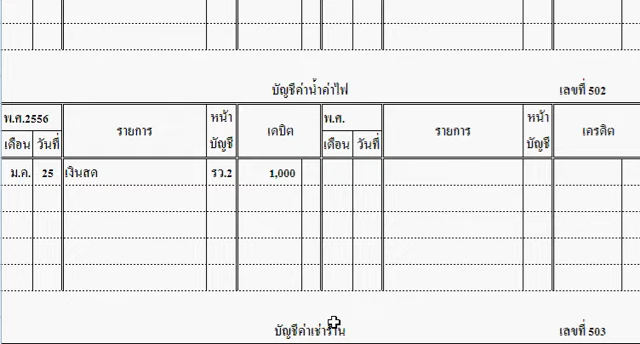 บัญชีค่าน้ำค่าไฟ เลขที่ 502
พ.ศ.2556 รายการ หน้า เดบิต พ.ศ. รายการ หน้า เครดิต
เดือน วันที่ บัญชี เดือน วันที่ บัญชี
ม.ค. 25 เงินสด รว.2 1,000
บัญชีค่าเช่าร้าน เลขที่ 503